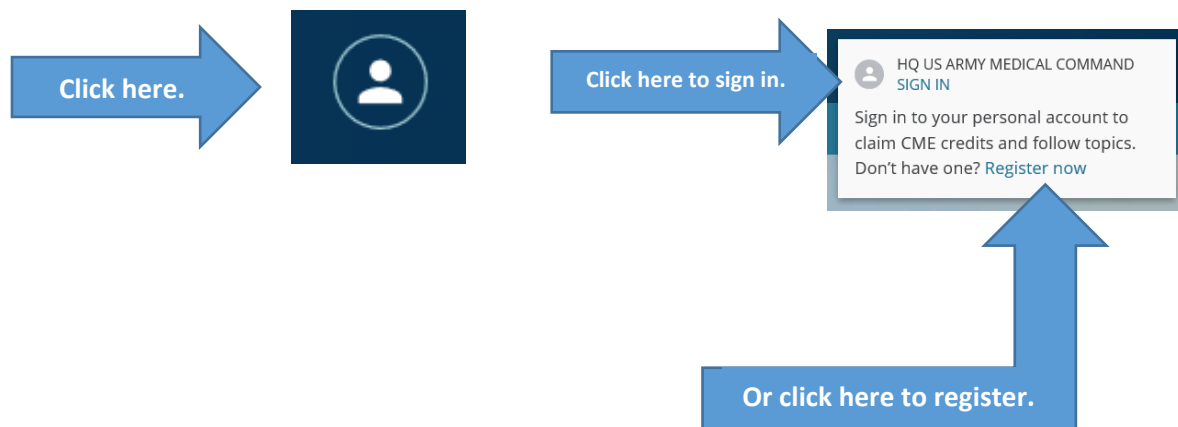 Click here.
Click here to sign in.
HQ US ARMY MEDICAL COMMAND
SIGN IN
Sign in to your personal account to
claim CME credits and follow topics.
Don’t have one? Register now
Or click here to register.